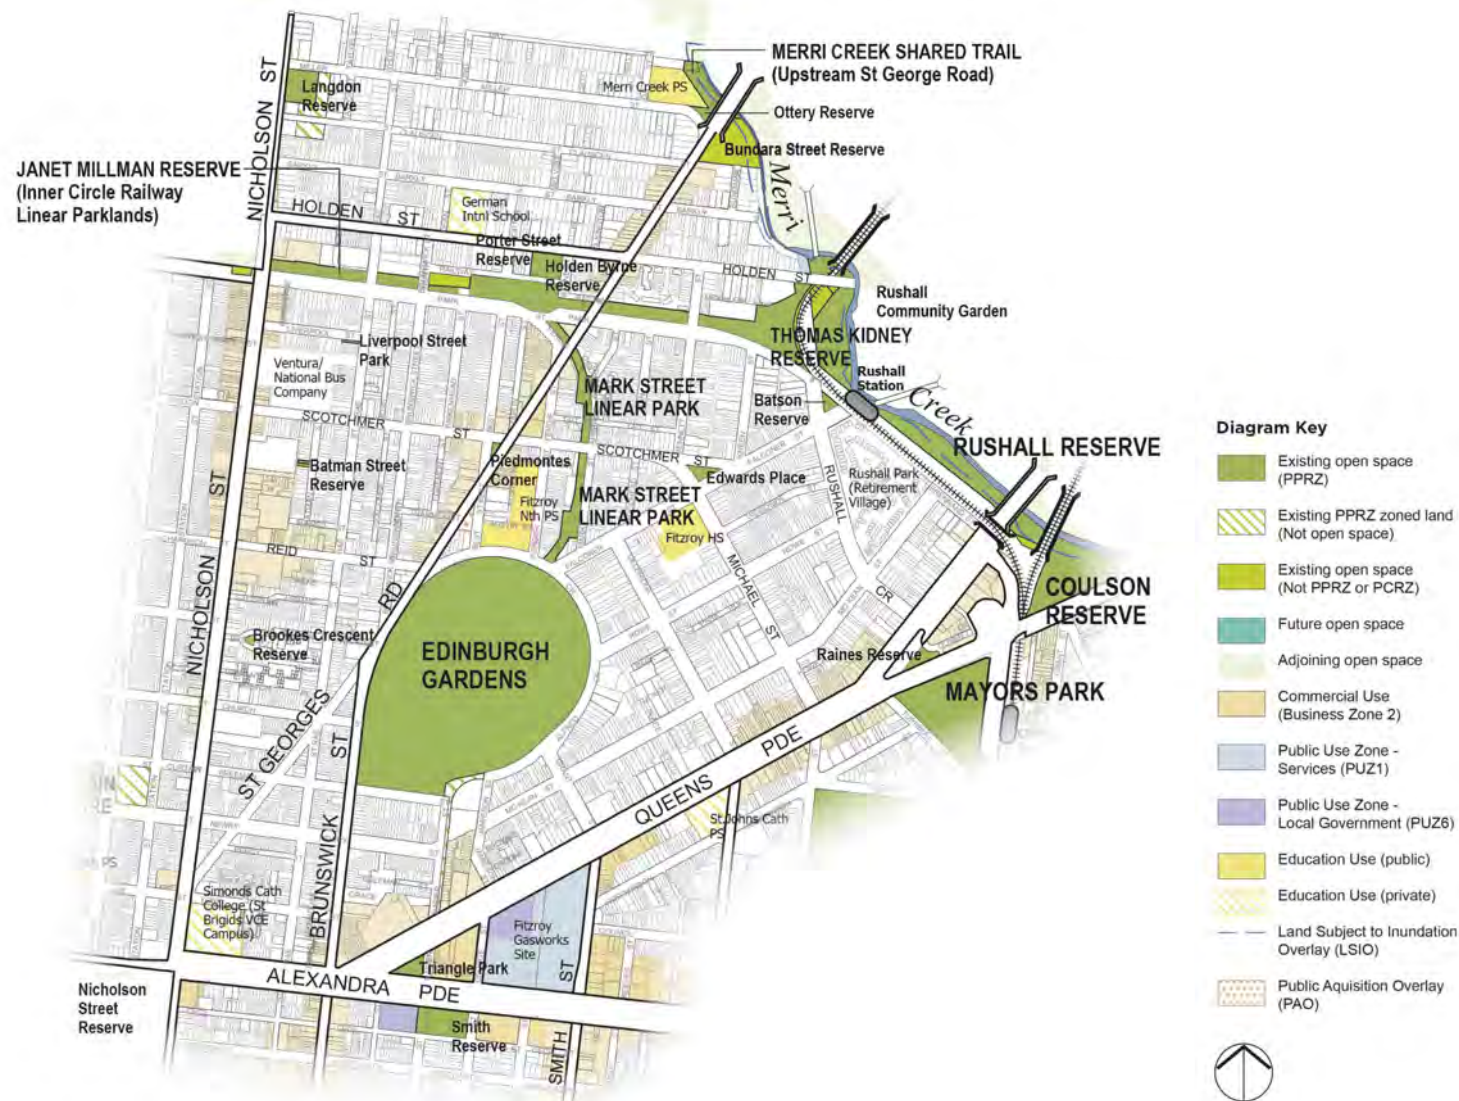 MERRI CREEK SHARED TRAIL
(Upstream St George Road)
NICHOLSON ST
Langdon
Reserve
Merri Creek PS
Ottery Reserve
Bundara Street Reserve
JANET MILLMAN RESERVE
(Inner Circle Railway
Linear Parklands)
Merri
HOLDEN ST
German
Intnl School
Porter Street
Reserve
Holden Byrne
Reserve
HOLDEN ST
Rushall
Community Garden
PARK
THOMAS KIDNEY
RESERVE
Liverpool Street
Park
Ventura/
National Bus
Company
Rushall
Station
MARK STREET
LINEAR PARK
Batson
Reserve
Creek
SCOTCHMER ST
SCOTCHMER ST
FALCONER ST
RUSHALL
CR
RUSHALL RESERVE
Batman Street
Reserve
Piedmontes
Corner
Edwards Place
Rushall Park
(Retirement
Village)
Fitzroy
Nth PS
MARK STREET
LINEAR PARK
Fitzroy HS
NICHOLSON ST
REID ST
MICHAEL ST
COULSON
RESERVE
ST GEORGES RD
Brookes Crescent
Reserve
EDINBURGH
GARDENS
Raines Reserve
MAYORS PARK
BRUNSWICK ST
QUEENS PDE
St Johns Cath
PS
Simonds Cath
College (St
Brigids VCE
Campus)
Fitzroy
Gasworks
Site
Triangle Park
ALEXANDRA PDE
SMITH ST
Nicholson
Street
Reserve
Smith
Reserve
Diagram Key
Existing open space
(PPRZ)
Existing PPRZ zoned land
(Not open space)
Existing open space
(Not PPRZ or PCRZ)
Future open space
Adjoining open space
Commercial Use
(Business Zone 2)
Public Use Zone -
Services (PUZ1)
Public Use Zone -
Local Government (PUZ6)
Education Use (public)
Education Use (private)
Land Subject to Inundation
Overlay (LSIO)
Public Aquisition Overlay
(PAO)